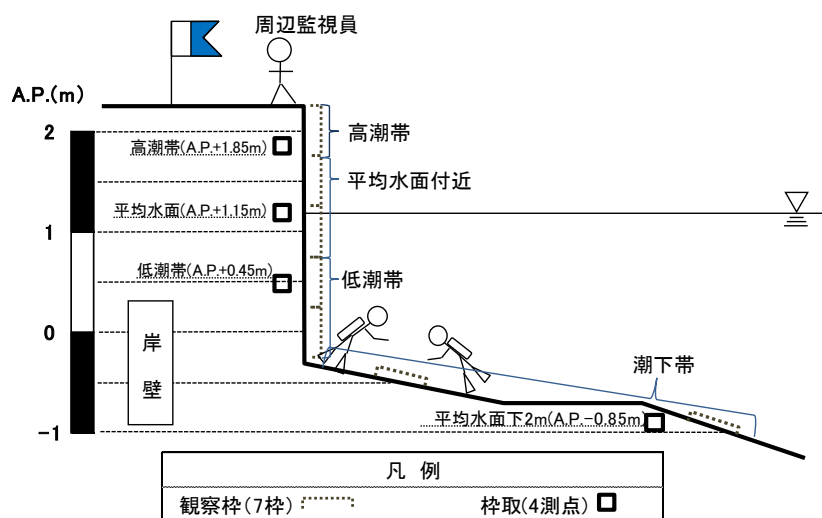 周辺監視員
A.P.(m)
2
高潮帯(A.P.+1.85m)
高潮帯
平均水面付近
平均水面(A.P.+1.15m)
1
低潮帯(A.P.+0.45m)
低潮帯
0
岸壁
潮下帯
平均水面下2m(A.P.-0.85m)
-1
凡 例
観察枠(7枠)
枠取(4測点)